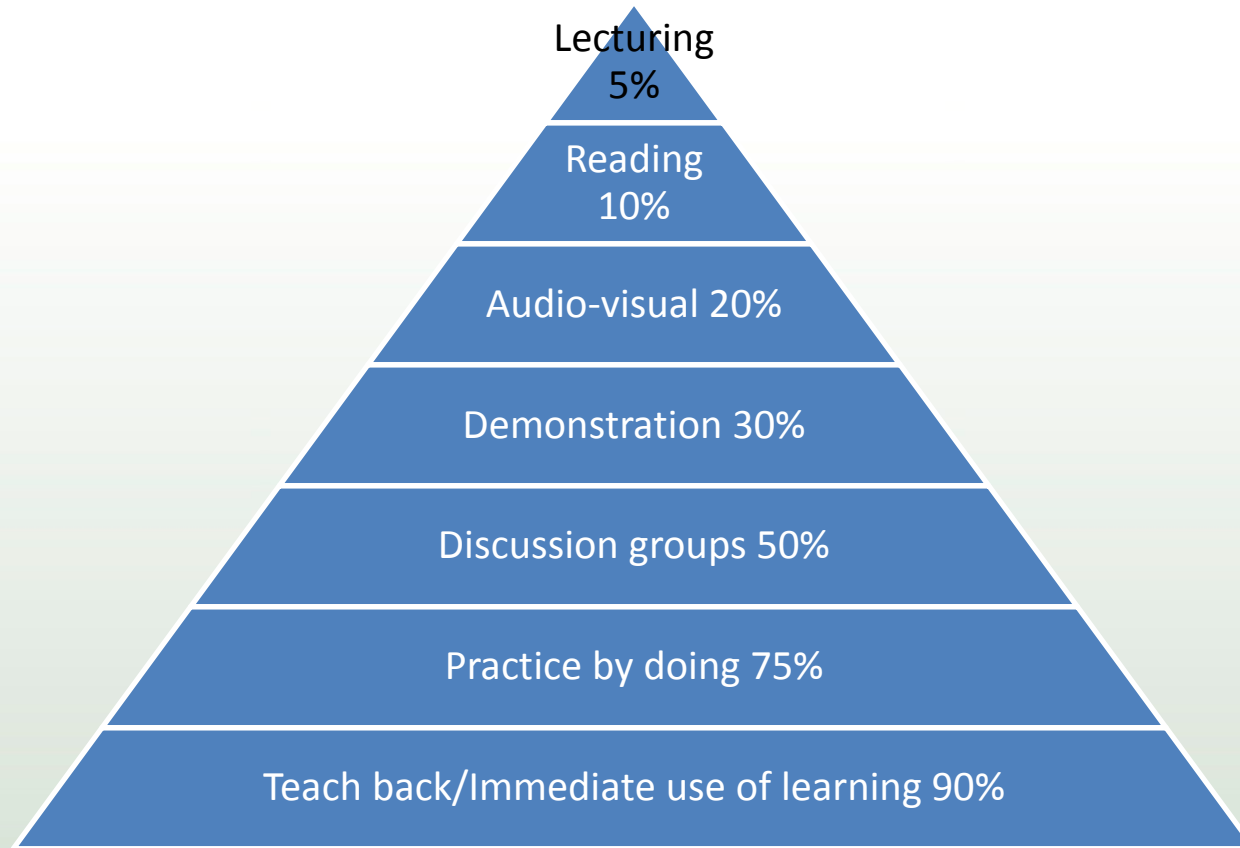 Lecturing
5%
Reading
10%
Audio-visual 20%
Demonstration 30%
Discussion groups 50%
Practice by doing 75%
Teach back/Immediate use of learning 90%